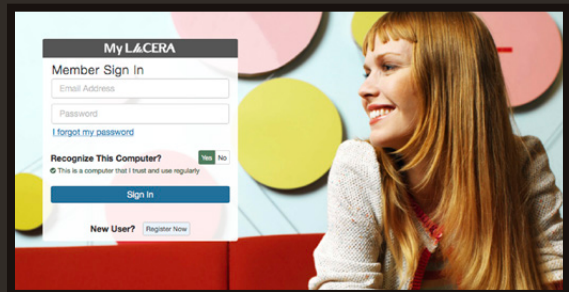 My LACERA
Member Sign In
Email Address
Password
I forgot my password
Recognize This Computer?
Yes No
This is a computer that I trust and use regularly
Sign In
New User? Register Now